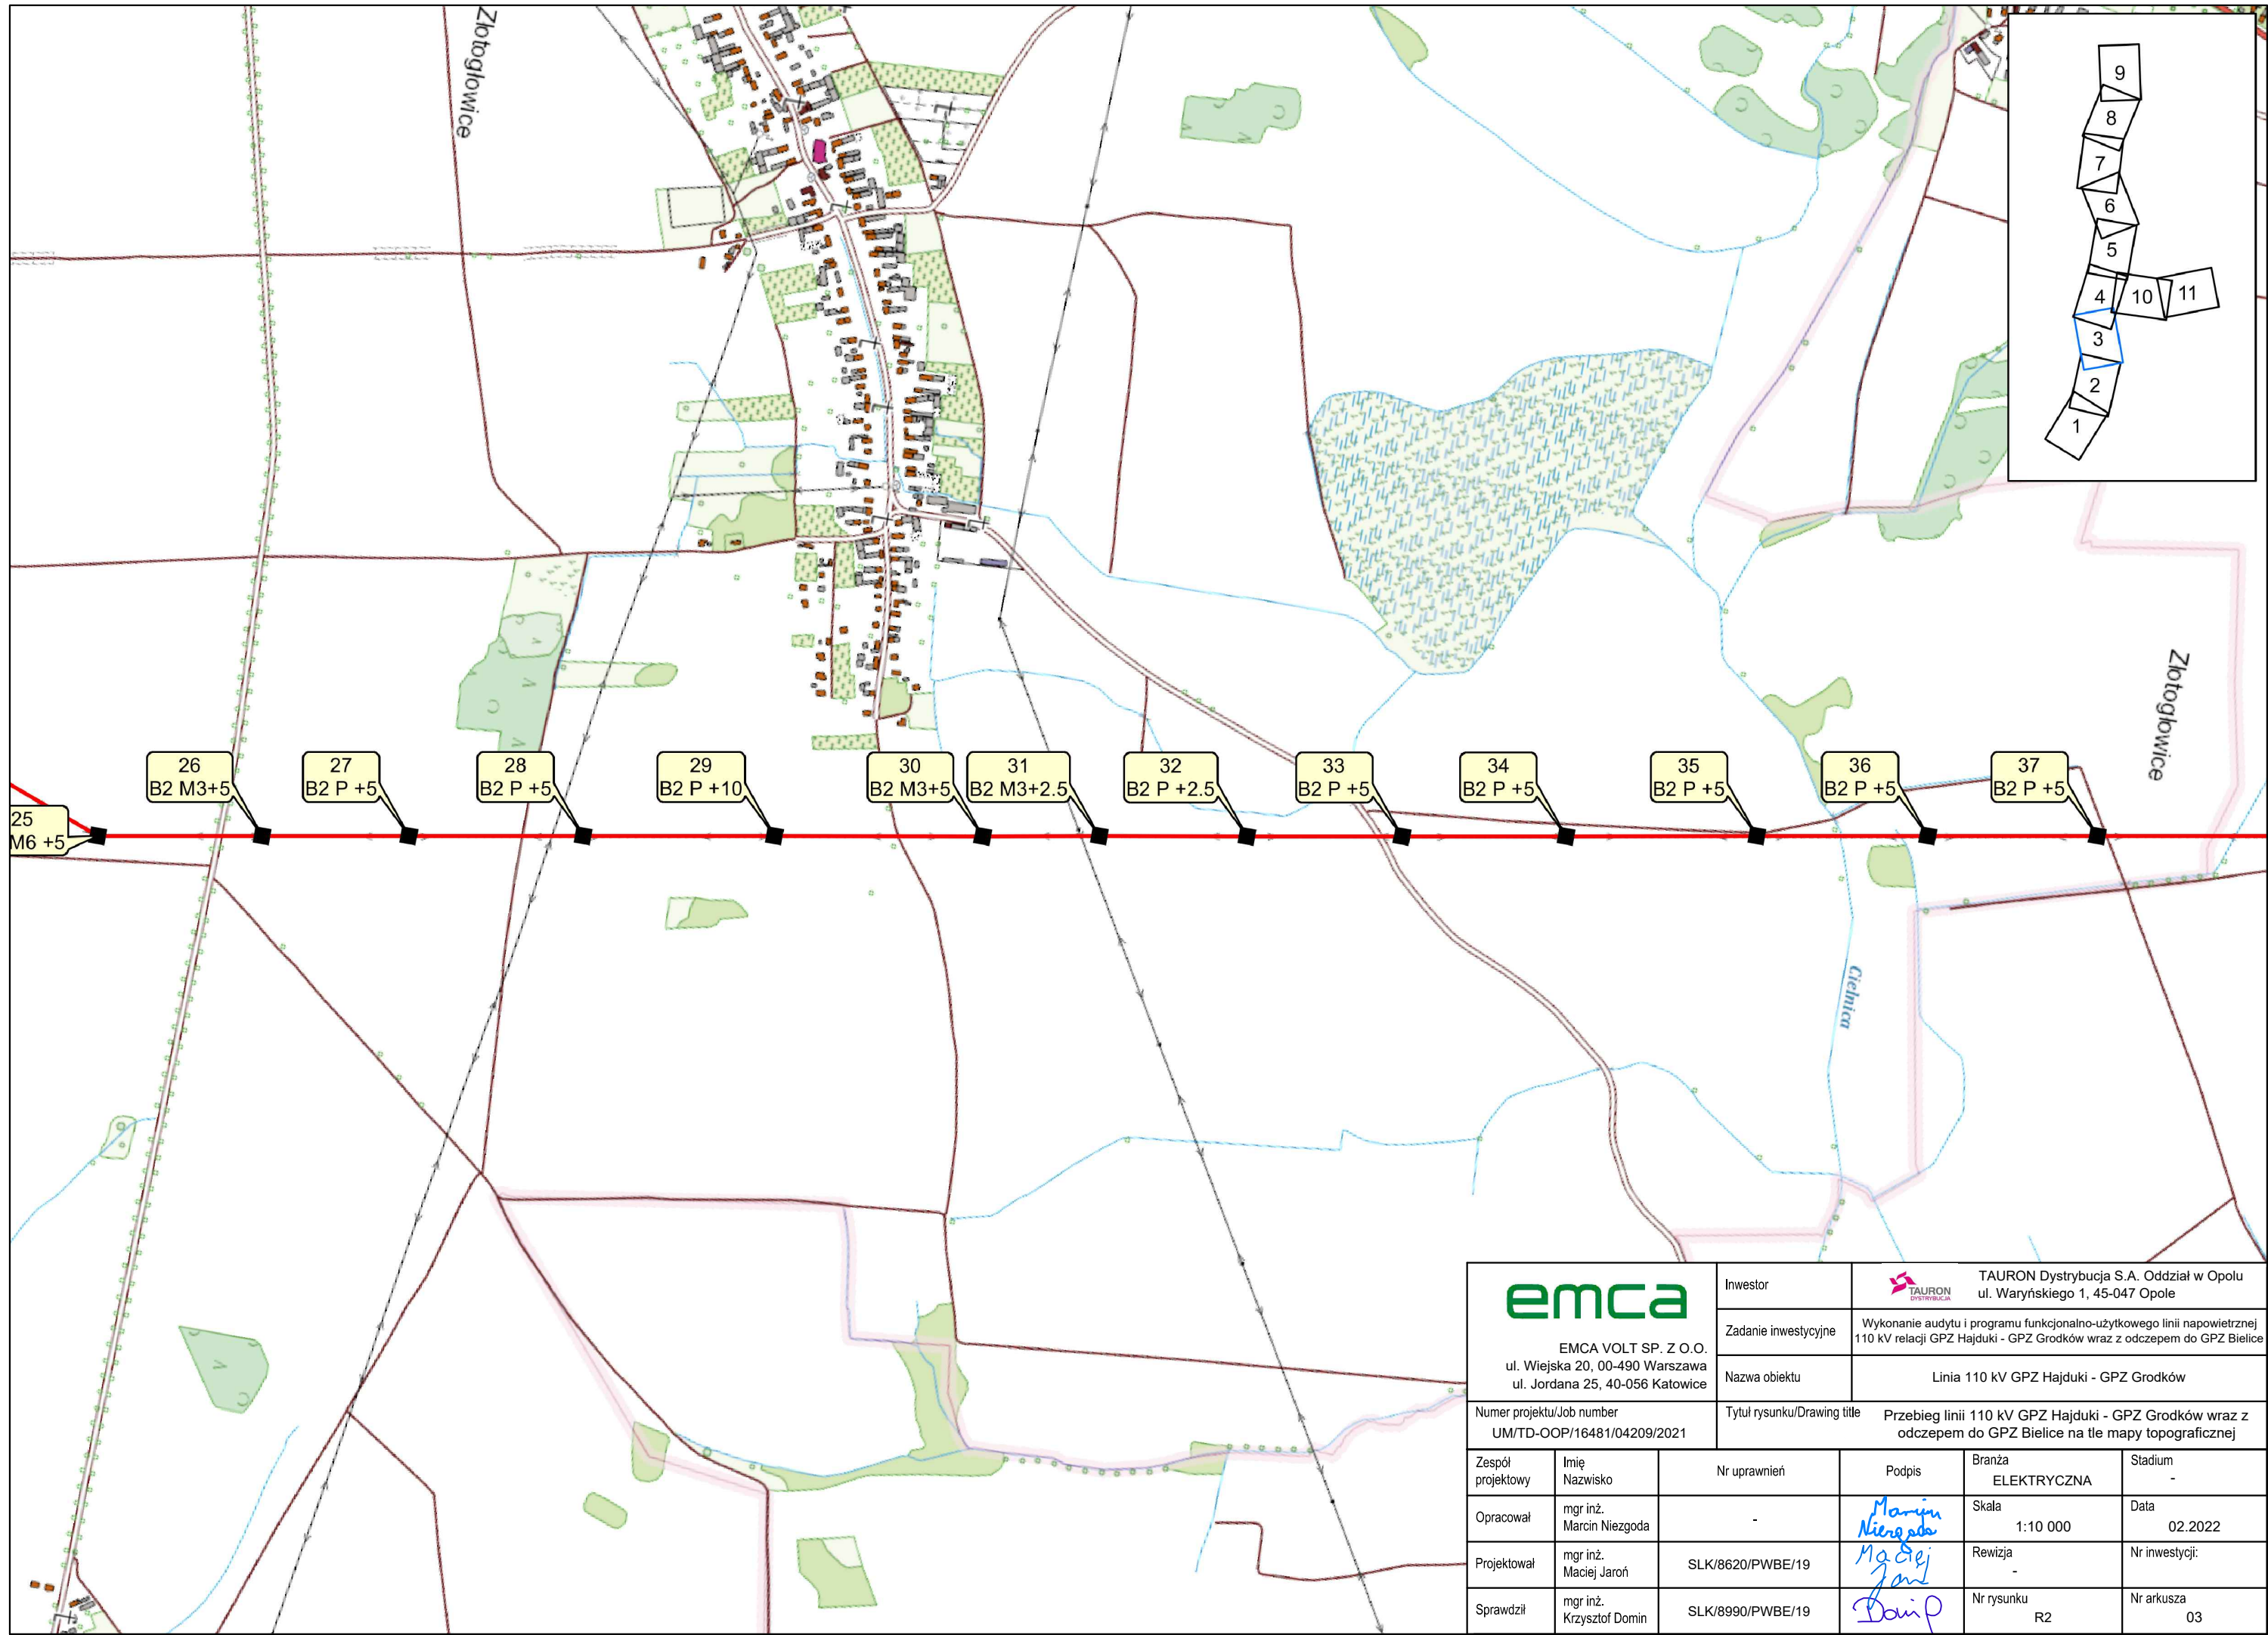 Złotogłowice
9
8
7
6
5
4
10
11
3
2
1
Złotogłowice
25
M6 +5
26
B2 M3+5
27
B2 P +5
28
B2 P +5
29
B2 P +10
30
B2 M3+5
31
B2 M3+2.5
32
B2 P +2.5
33
B2 P +5
34
B2 P +5
35
B2 P +5
36
B2 P +5
37
B2 P +5
Cielnica
emca
EMCA VOLT SP. Z O.O.
ul. Wiejska 20, 00-490 Warszawa
ul. Jordana 25, 40-056 Katowice
Inwestor
TAURON
DYSTRYBUCJA
TAURON Dystrybucja S.A. Oddział w Opolu
ul. Waryńskiego 1, 45-047 Opole
Zadanie inwestycyjne
Wykonanie audytu i programu funkcjonalno-użytkowego linii napowietrznej
110 kV relacji GPZ Hajduki - GPZ Grodków wraz z odczepem do GPZ Bielice
Nazwa obiektu
Linia 110 kV GPZ Hajduki - GPZ Grodków
Numer projektu/Job number
UM/TD-OOP/16481/04209/2021
Tytuł rysunku/Drawing title
Przebieg linii 110 kV GPZ Hajduki - GPZ Grodków wraz z
odczepem do GPZ Bielice na tle mapy topograficznej
Zespół
projektowy
Imię
Nazwisko
Nr uprawnień
Podpis
Branża
ELEKTRYCZNA
Stadium
-
Opracował
mgr inż.
Marcin Niezgoda
-
Marcin
Niezgoda
Skala
1:10 000
Data
02.2022
Projektował
mgr inż.
Maciej Jaroń
SLK/8620/PWBE/19
Maciej
Rewizja
-
Nr inwestycji:
Sprawdził
mgr inż.
Krzysztof Domin
SLK/8990/PWBE/19
Nr rysunku
R2
Nr arkusza
03